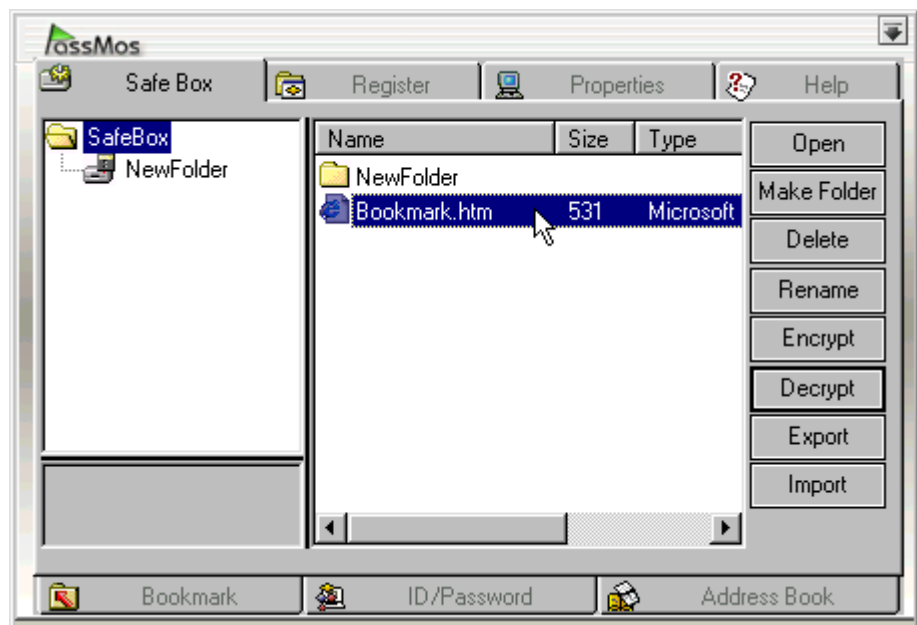 PassMos
Safe Box Register Properties Help
SafeBox
NewFolder
Name Size Type
NewFolder
Bookmark.htm 531 Microsoft
Open
Make Folder
Delete
Rename
Encrypt
Decrypt
Export
Import
Bookmark ID/Password Address Book